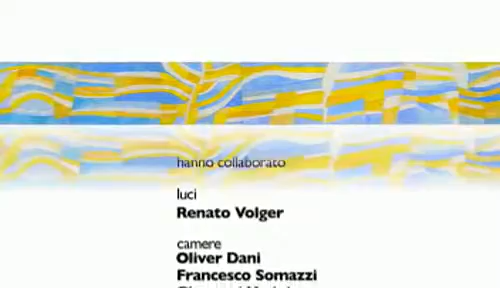 hanno collaborato
luci
Renato Volger
camere
Oliver Dani
Francesco Somazzi